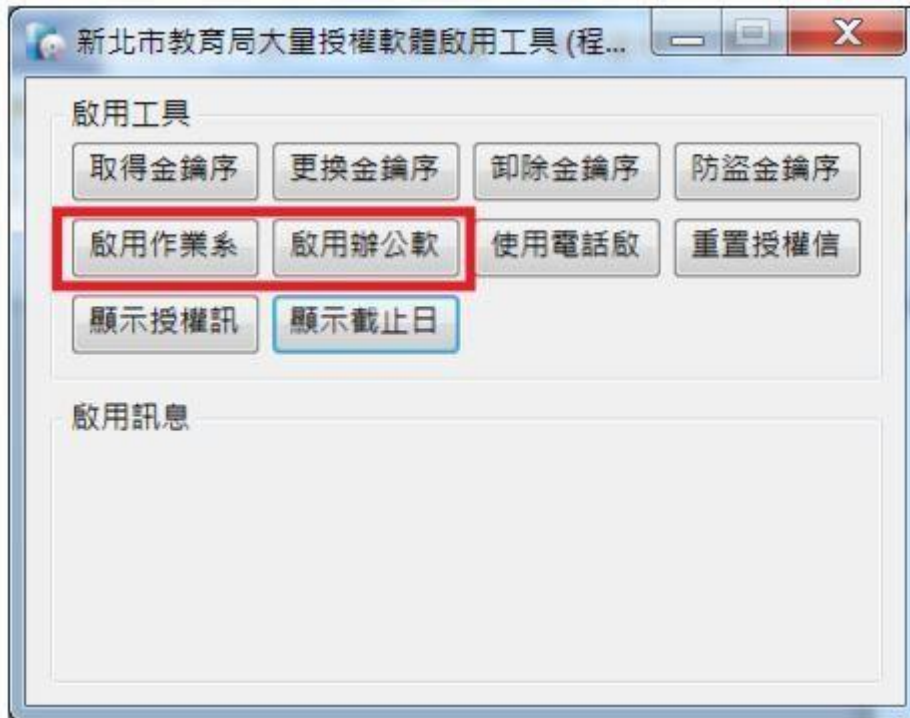 新北市教育局大量授權軟體啟用工具 (程...
啟用工具
取得金鑰序 更換金鑰序 卸除金鑰序 防盜金鑰序
啟用作業系 啟用辦公軟 使用電話啟 重置授權信
顯示授權訊 顯示截止日
啟用訊息